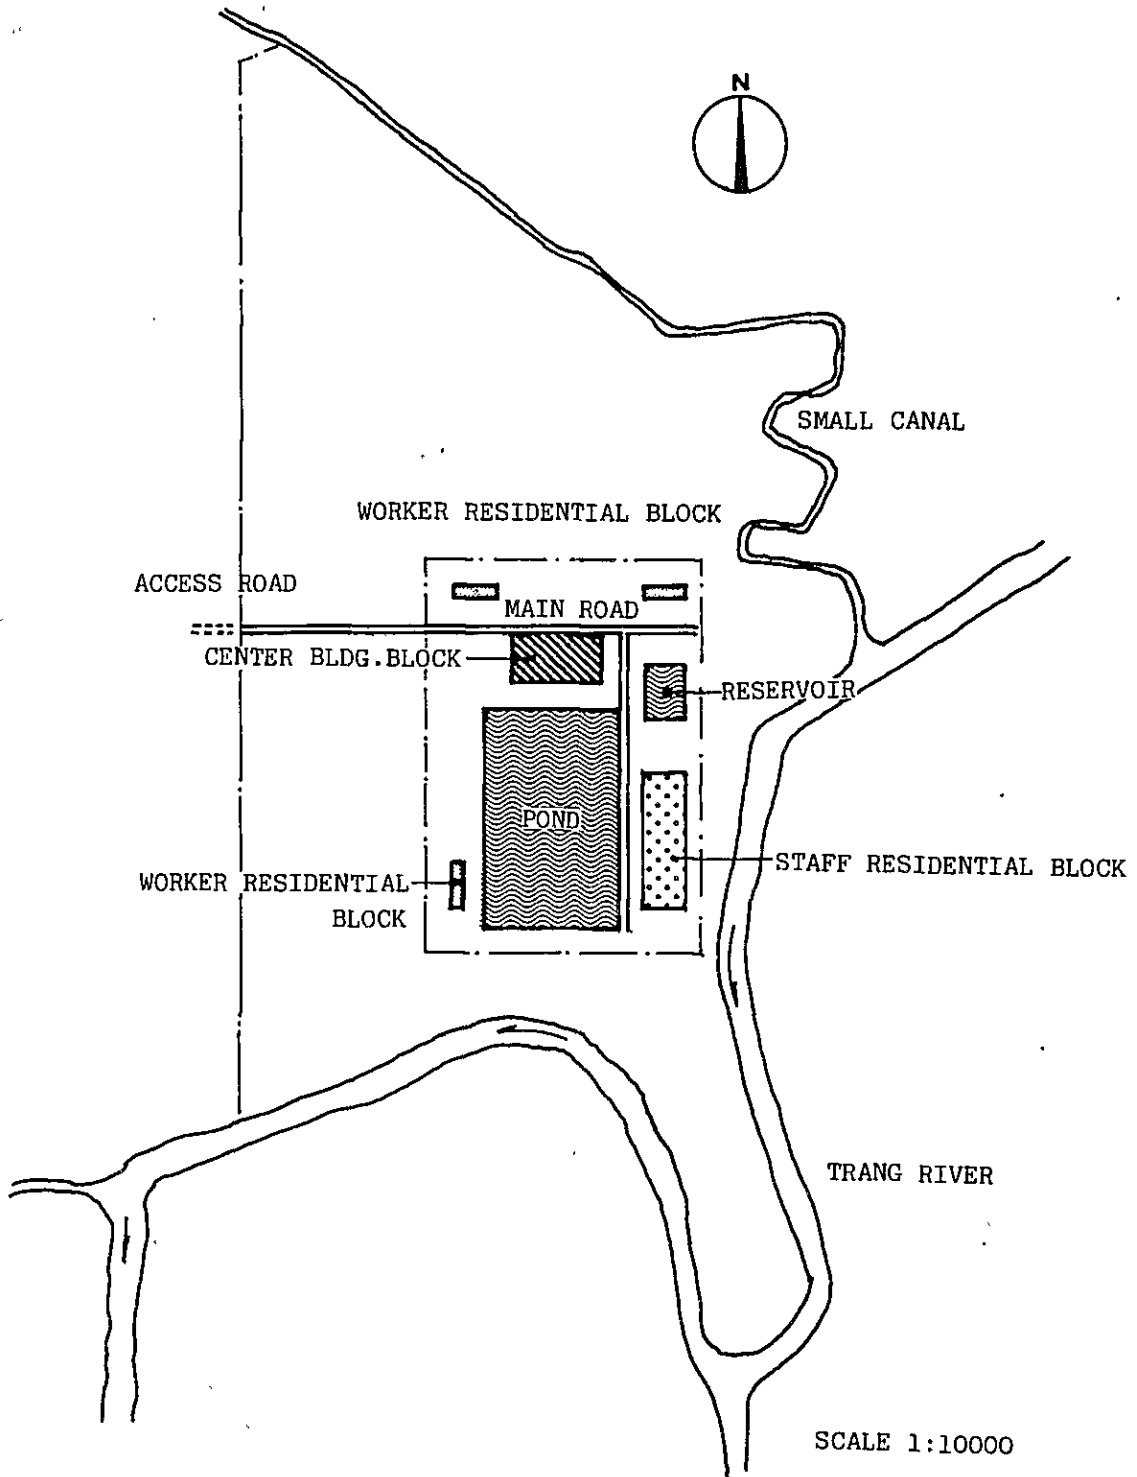 N
SMALL CANAL
WORKER RESIDENTIAL BLOCK
ACCESS ROAD
MAIN ROAD
CENTER BLDG.BLOCK
RESERVOIR
POND
STAFF RESIDENTIAL BLOCK
WORKER RESIDENTIAL
BLOCK
TRANG RIVER
SCALE 1:10000